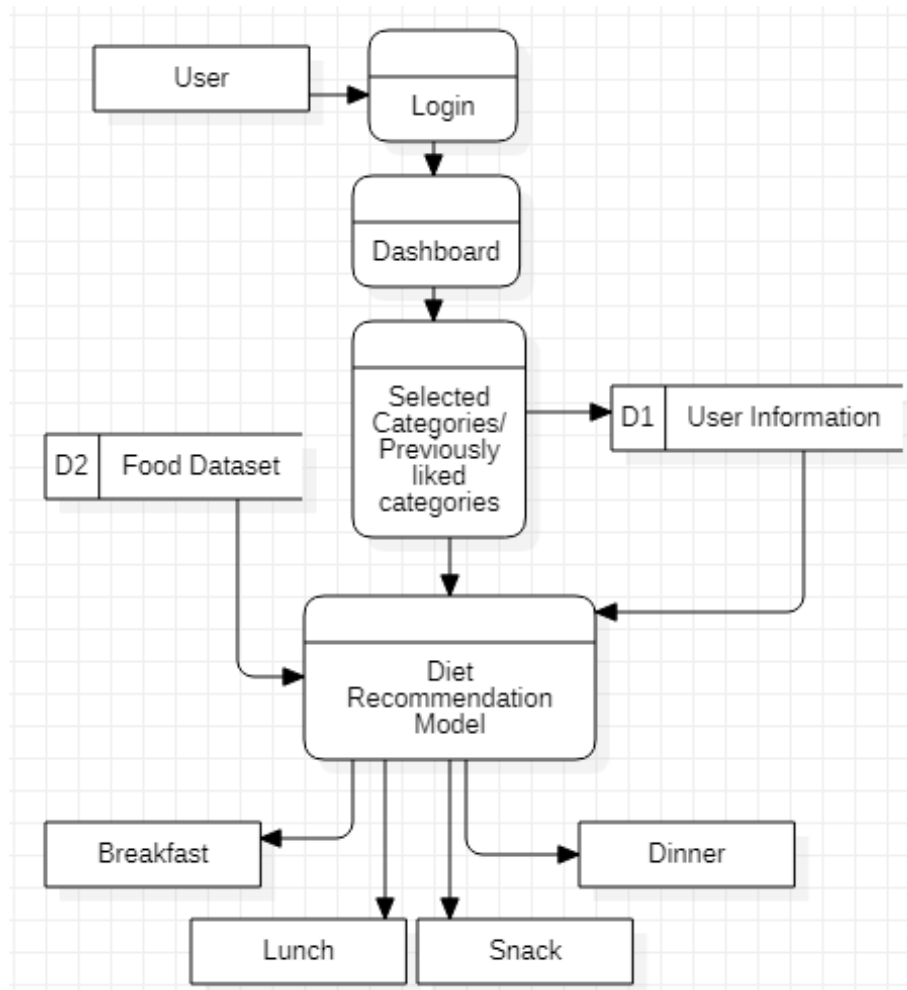 User
Login
Dashboard
Selected
Categories/
Previously
liked
categories
D1
User Information
D2
Food Dataset
Diet
Recommendation
Model
Breakfast
Dinner
Lunch
Snack